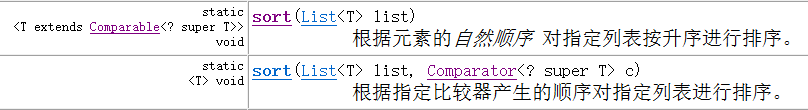 static
<T extends Comparable<? super T>>
void
sort(List<T> list)
根据元素的自然顺序 对指定列表按升序进行排序。
static
<T> void
sort(List<T> list, Comparator<? super T> c)
根据指定比较器产生的顺序对指定列表进行排序。